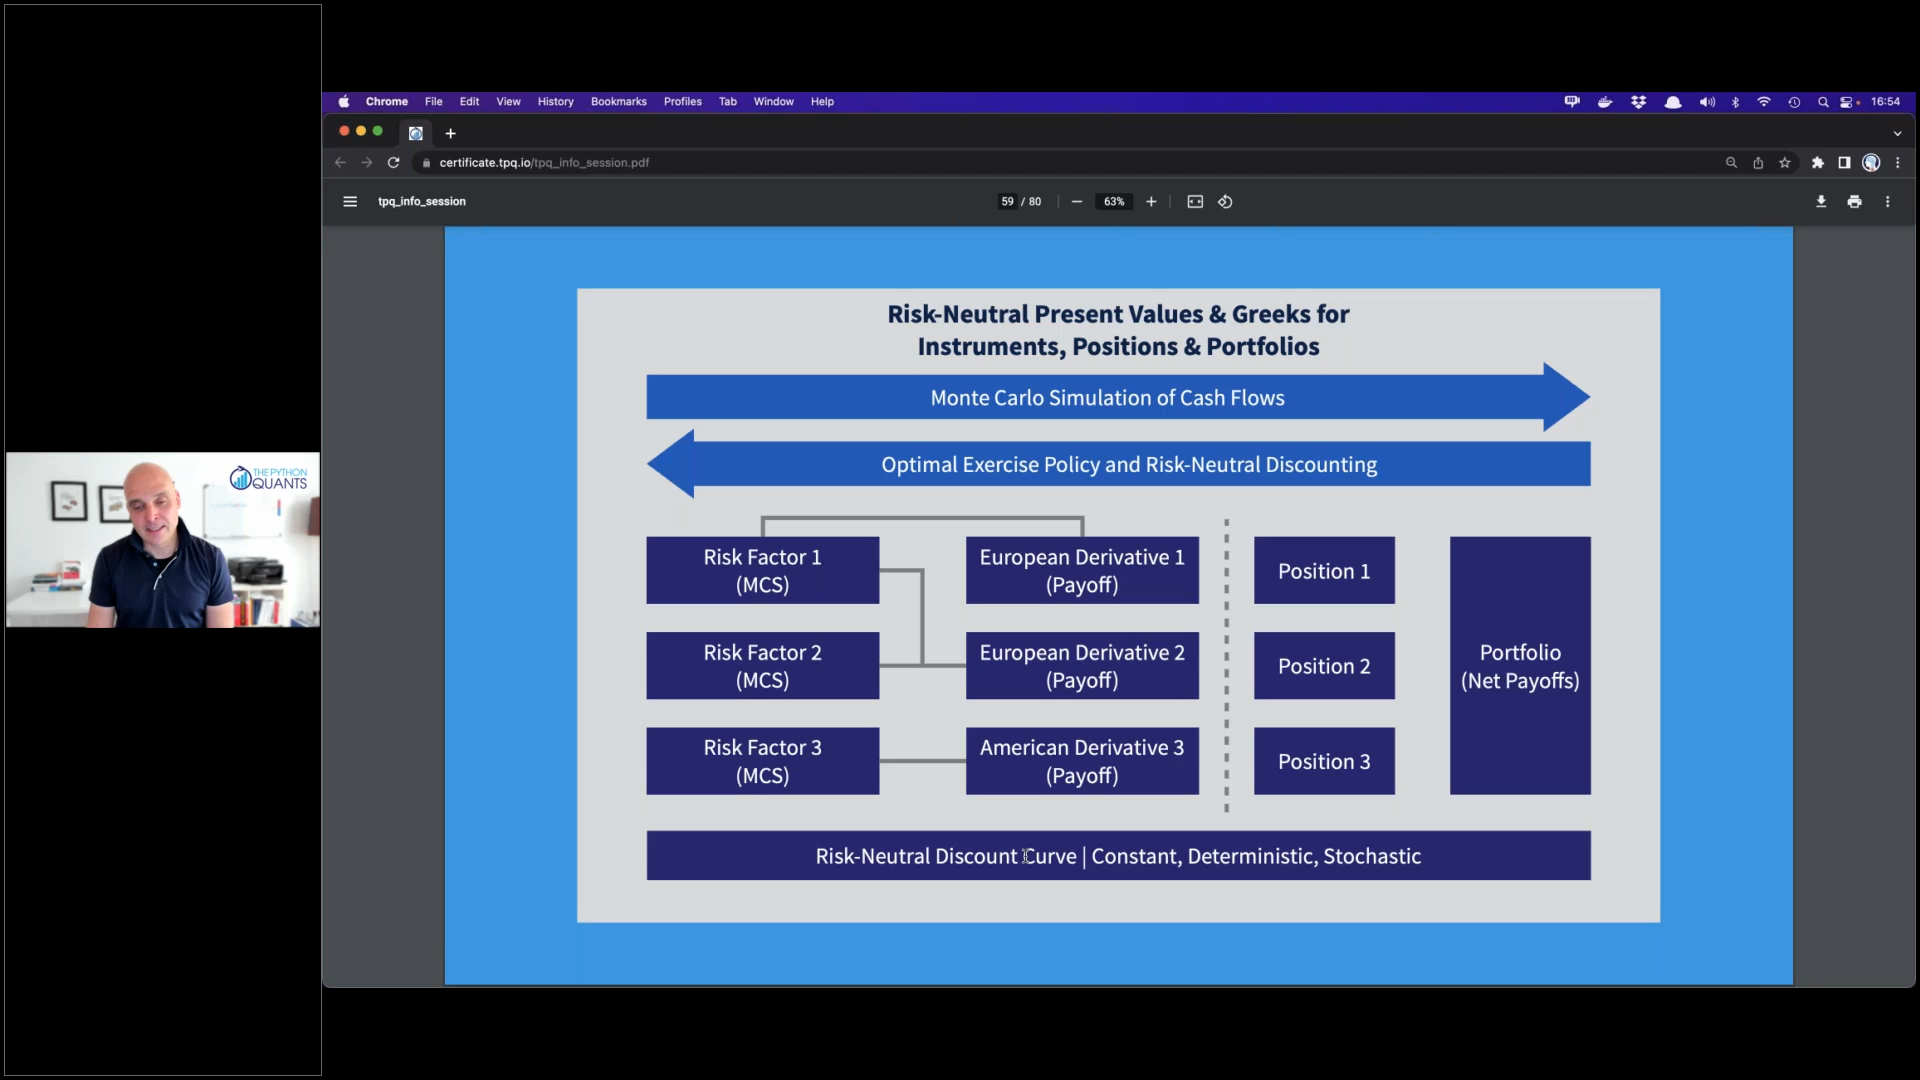 Chrome File Edit View History Bookmarks Profiles Tab Window Help 16:54
certificate.tpq.io/tpq_info_session.pdf
tpq_info_session 59 / 80 63%
THE PYTHON
QUANTS
Risk-Neutral Present Values & Greeks for
Instruments, Positions & Portfolios
Monte Carlo Simulation of Cash Flows
Optimal Exercise Policy and Risk-Neutral Discounting
Risk Factor 1
(MCS)
European Derivative 1
(Payoff)
Position 1
Risk Factor 2
(MCS)
European Derivative 2
(Payoff)
Position 2
Portfolio
(Net Payoffs)
Risk Factor 3
(MCS)
American Derivative 3
(Payoff)
Position 3
Risk-Neutral Discount Curve | Constant, Deterministic, Stochastic